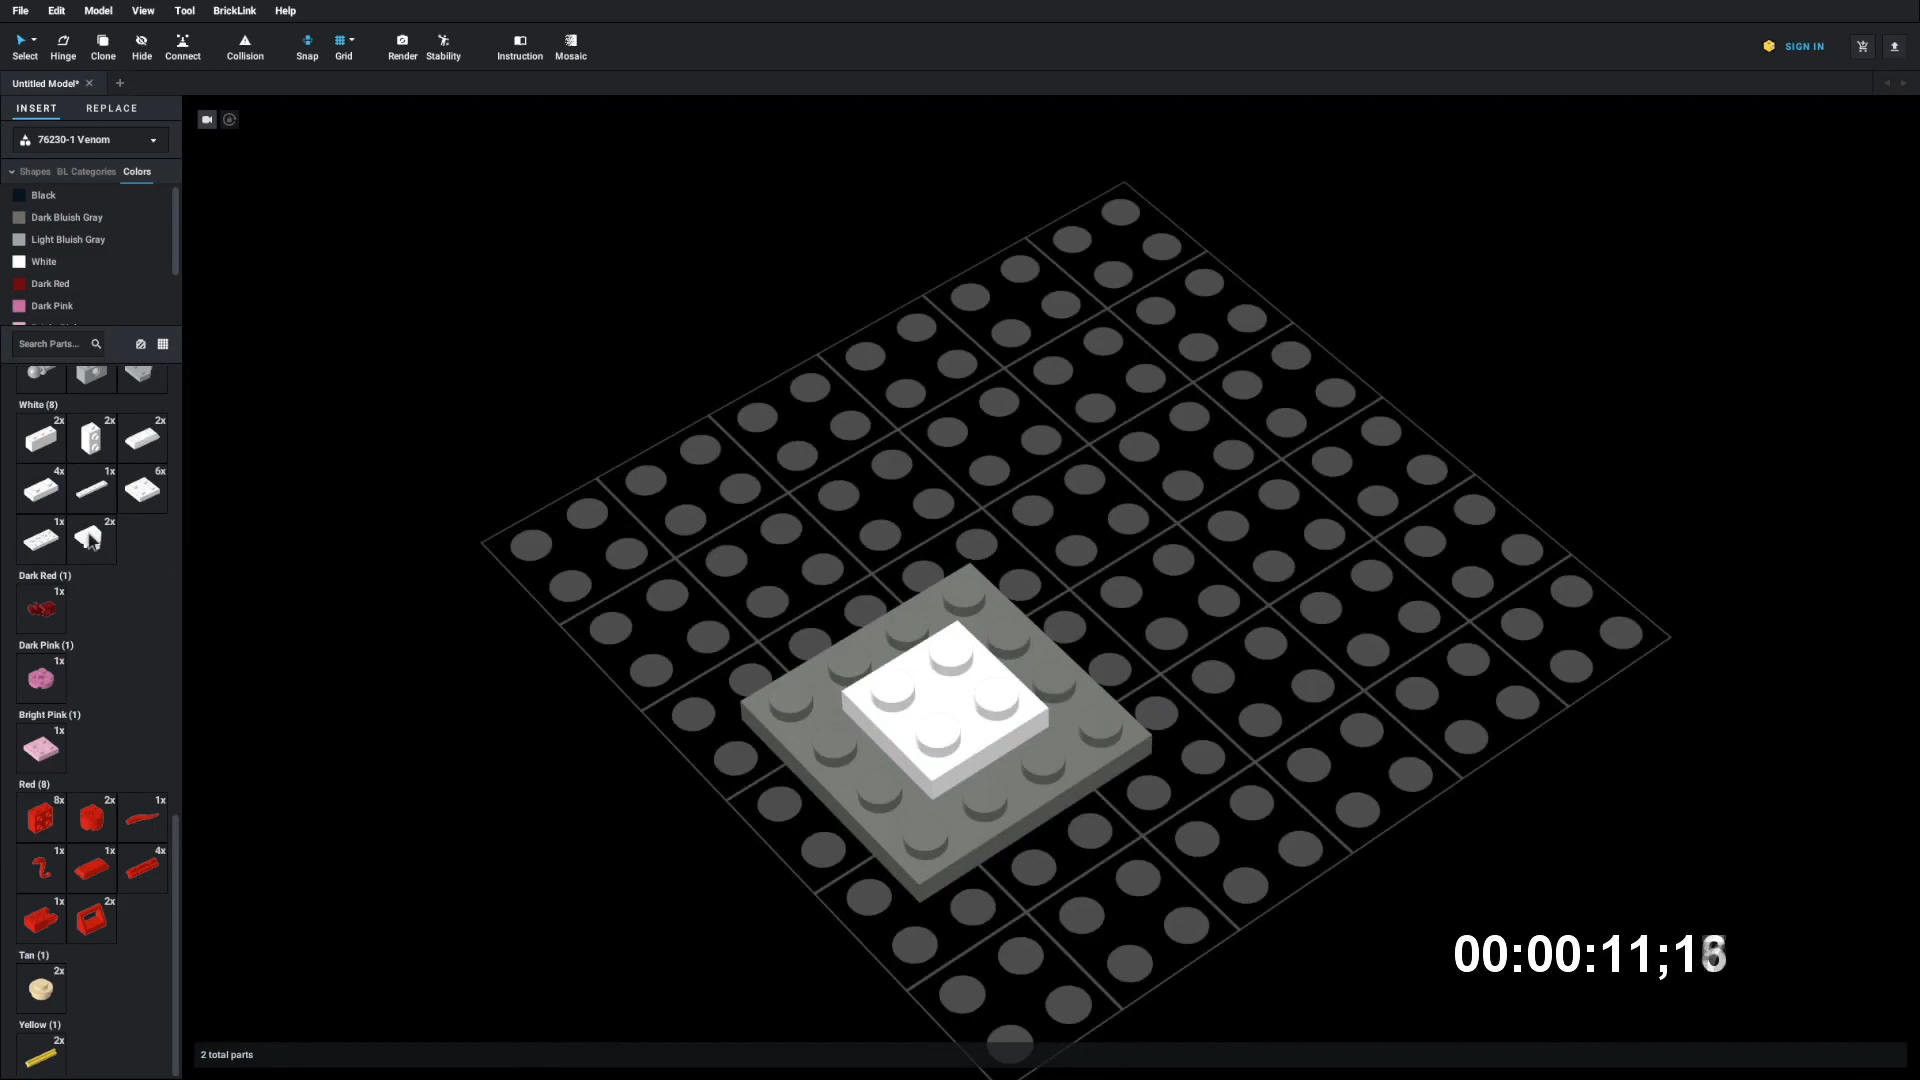 File Edit Model View Tool BrickLink Help
Select Hinge Clone Hide Connect Collision Snap Grid Render Stability Instruction Mosaic
SIGN IN
Untitled Model*
INSERT REPLACE
76230-1 Venom
Shapes BL Categories Colors
Black
Dark Bluish Gray
Light Bluish Gray
White
Dark Red
Dark Pink
Search Parts...
White (8)
2x 2x 2x
4x 1x 6x
1x 2x
Dark Red (1)
1x
Dark Pink (1)
1x
Bright Pink (1)
1x
Red (8)
8x 2x 1x
1x 1x 4x
1x 2x
Tan (1)
2x
Yellow (1)
2x
00:00:11;1
2 total parts